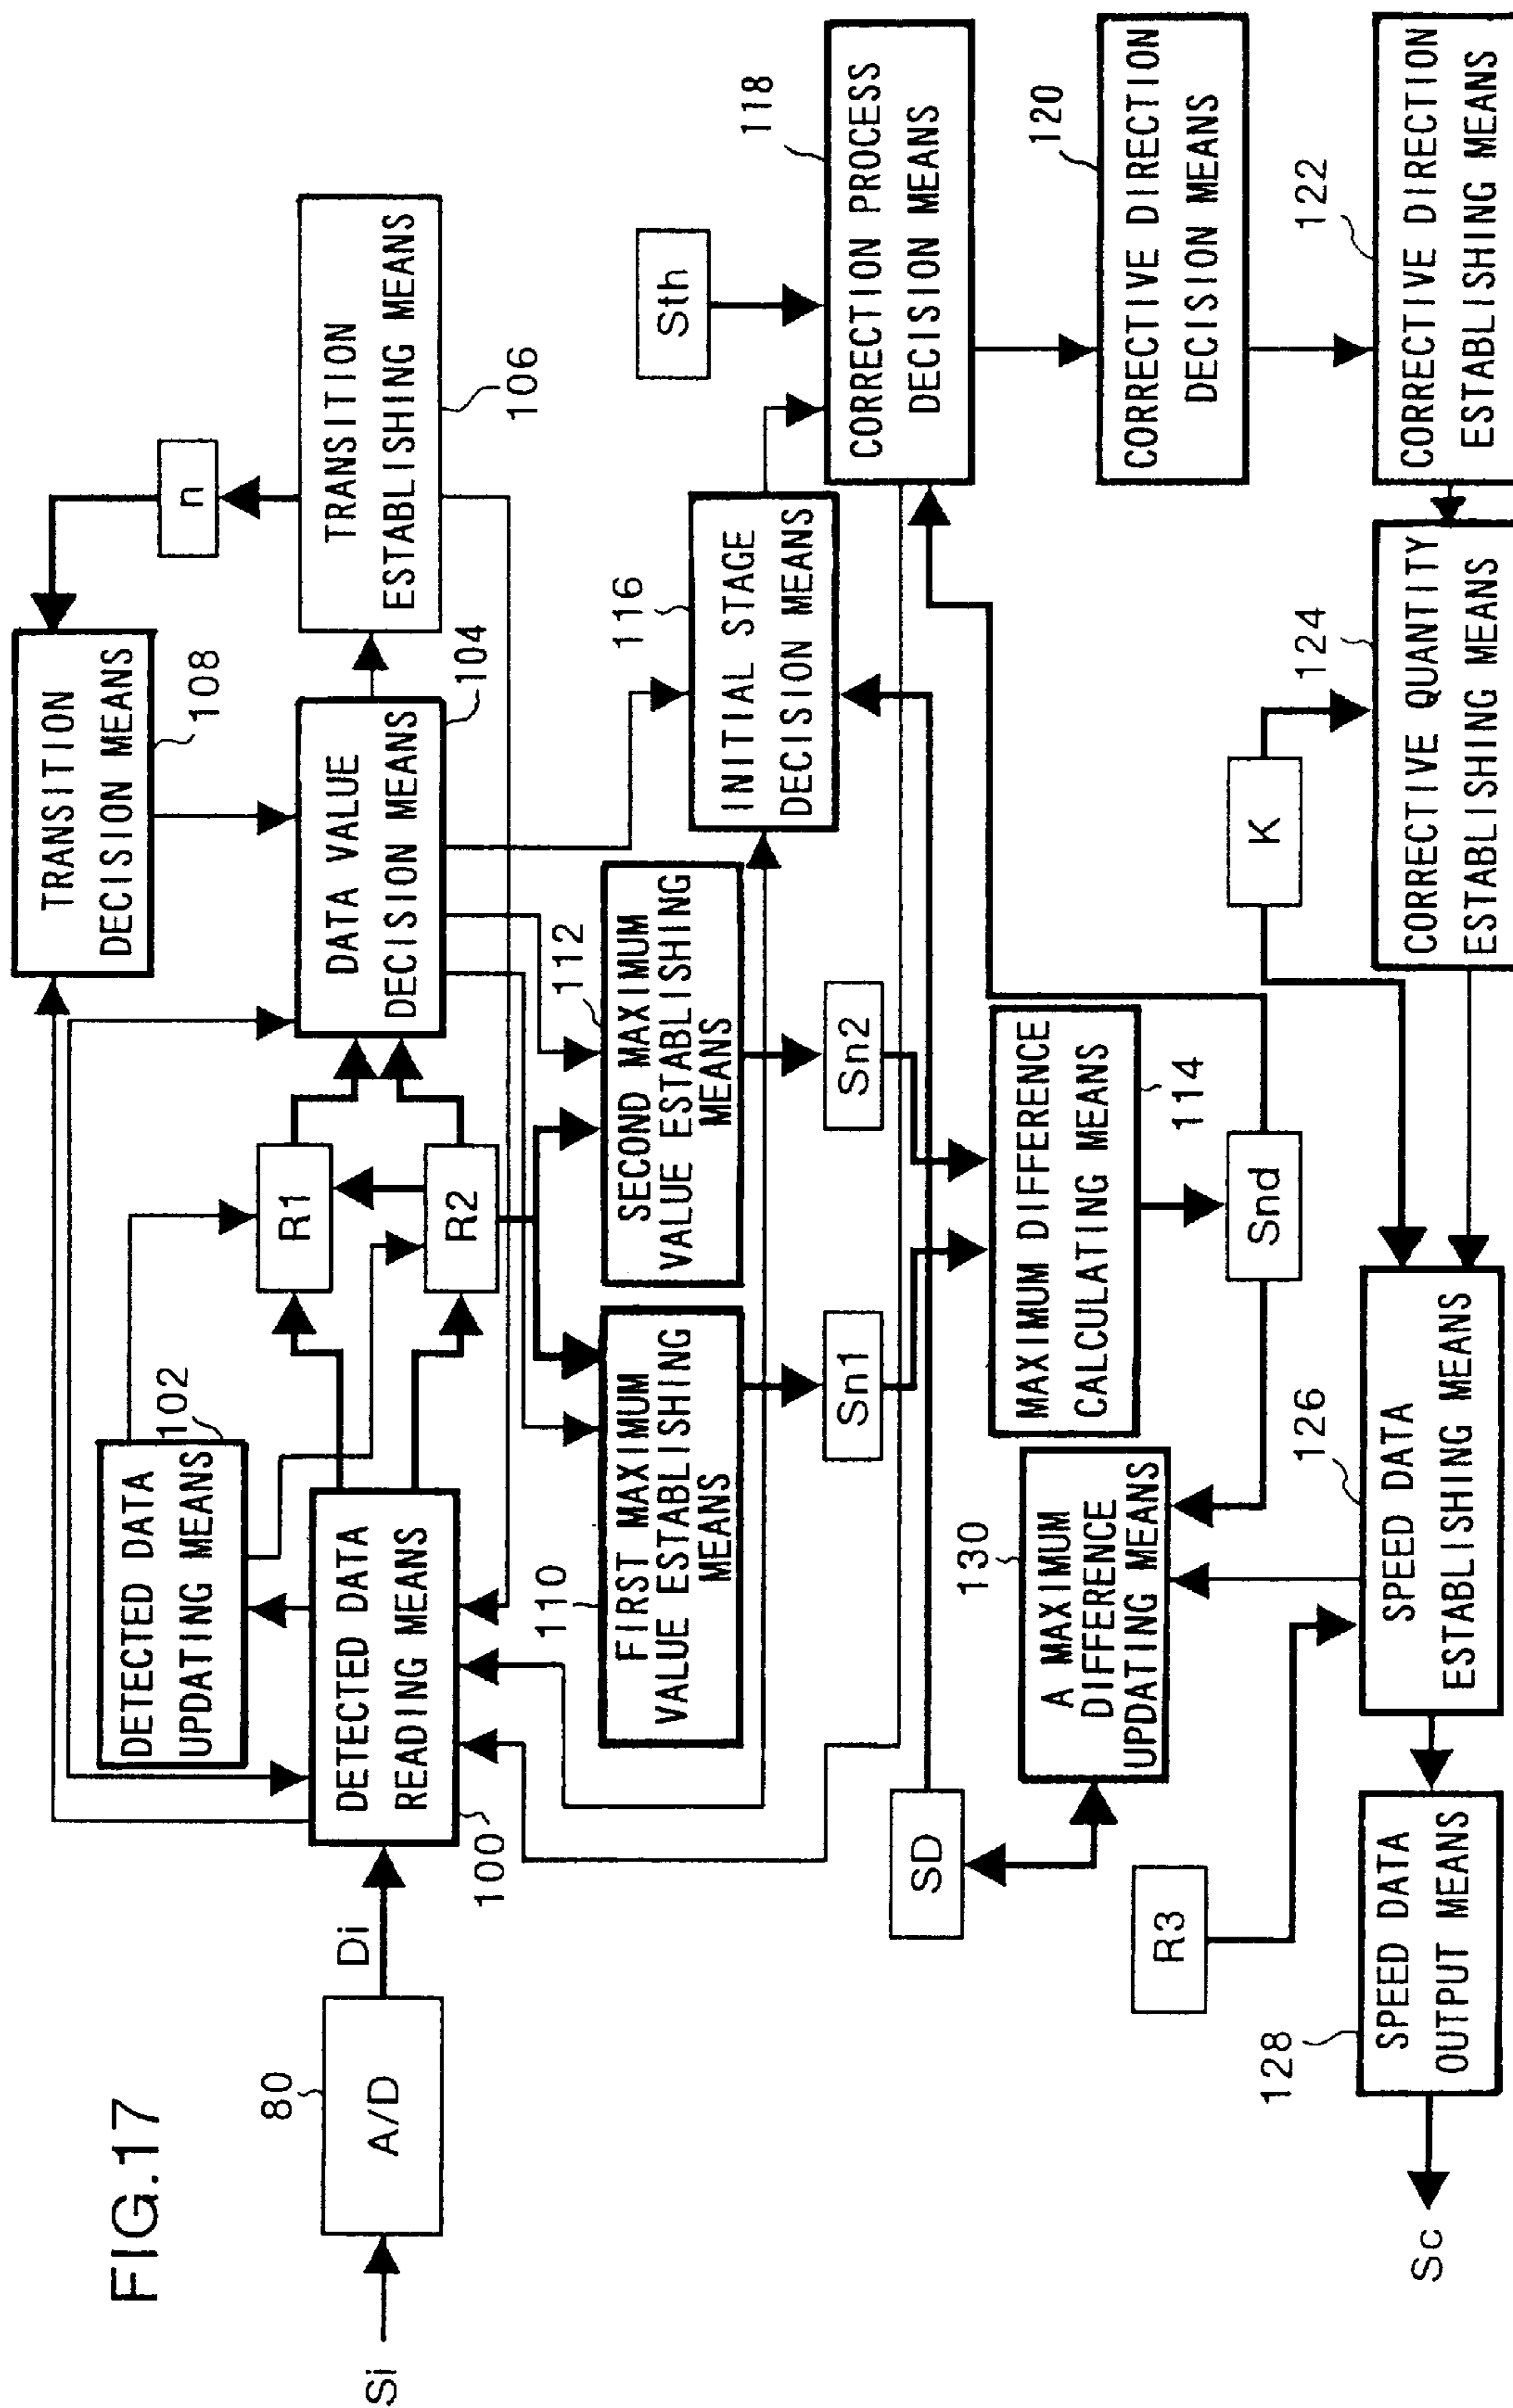 FIG.17
Si
80
A/D
Di
100
DETECTED DATA
READING MEANS
DETECTED DATA
UPDATING MEANS
102
R1
R2
TRANSITION
DECISION MEANS
108
DATA VALUE
DECISION MEANS
104
n
TRANSITION
ESTABLISHING MEANS
106
110
FIRST MAXIMUM
VALUE ESTABLISHING
MEANS
112
SECOND MAXIMUM
VALUE ESTABLISHING
MEANS
116
INITIAL STAGE
DECISION MEANS
Sth
118
CORRECTION PROCESS
DECISION MEANS
Sn1
Sn2
MAXIMUM DIFFERENCE
CALCULATING MEANS
114
Snd
SD
130
A MAXIMUM
DIFFERENCE
UPDATING MEANS
120
CORRECTIVE DIRECTION
DECISION MEANS
122
CORRECTIVE DIRECTION
ESTABLISHING MEANS
K
124
CORRECTIVE QUANTITY
ESTABLISHING MEANS
R3
126
SPEED DATA
ESTABLISHING MEANS
128
SPEED DATA
OUTPUT MEANS
Sc